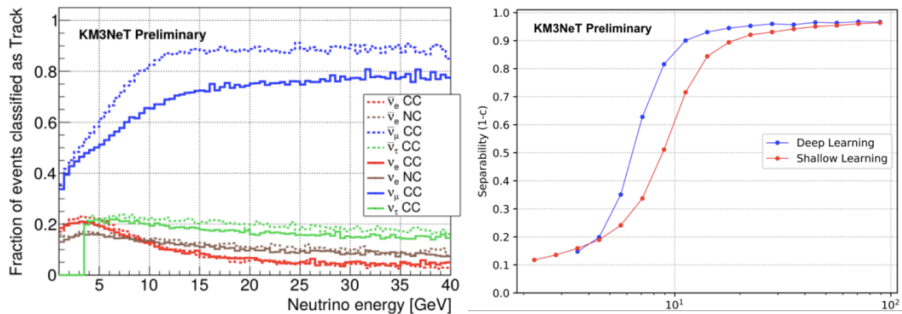 KM3NeT Preliminary
Fraction of events classified as Track
1
0.8
0.6
0.4
0.2
0
5 10 15 20 25 30 35 40
Neutrino energy [GeV]
ν̅e CC
ν̅e NC
ν̅μ CC
ν̅τ CC
νe CC
νe NC
νμ CC
ντ CC
KM3NeT Preliminary
Separability (1-c)
1.0
0.9
0.8
0.7
0.6
0.5
0.4
0.3
0.2
0.1
0.0
10¹ 10²
Deep Learning
Shallow Learning